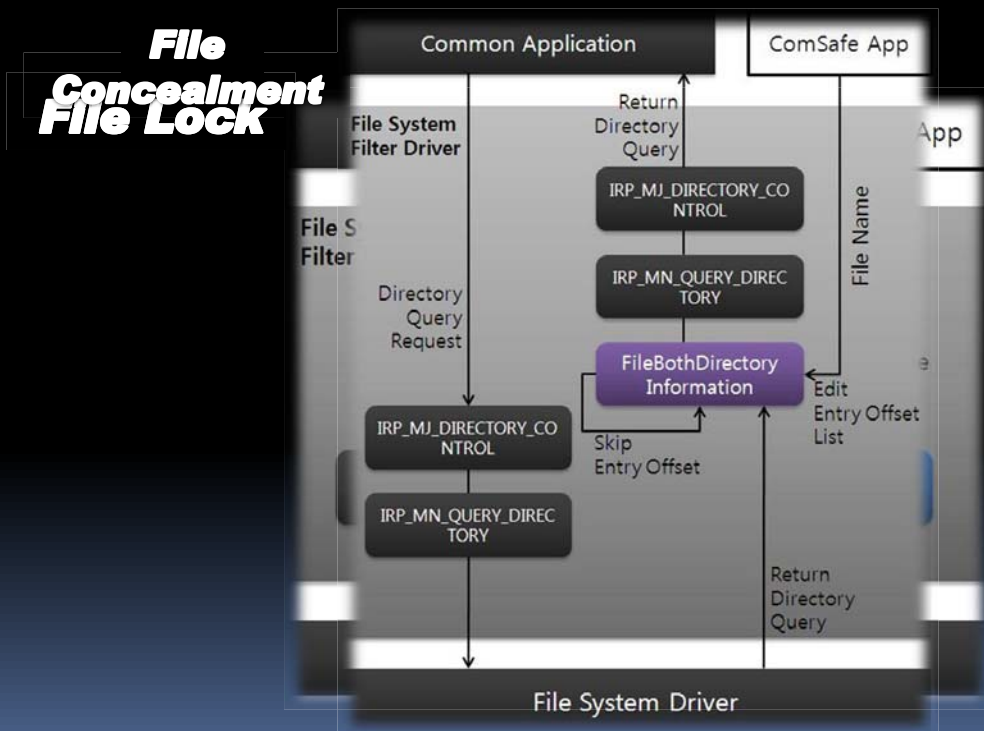 File
Concealment
File Lock
Common Application
ComSafe App
File System
Filter Driver
Return
Directory
Query
App
IRP_MJ_DIRECTORY_CO
NTROL
File Name
File S
Filter
IRP_MN_QUERY_DIREC
TORY
Directory
Query
Request
FileBothDirectory
Information
e
Edit
Entry Offset
List
IRP_MJ_DIRECTORY_CO
NTROL
Skip
Entry Offset
IRP_MN_QUERY_DIREC
TORY
Return
Directory
Query
File System Driver